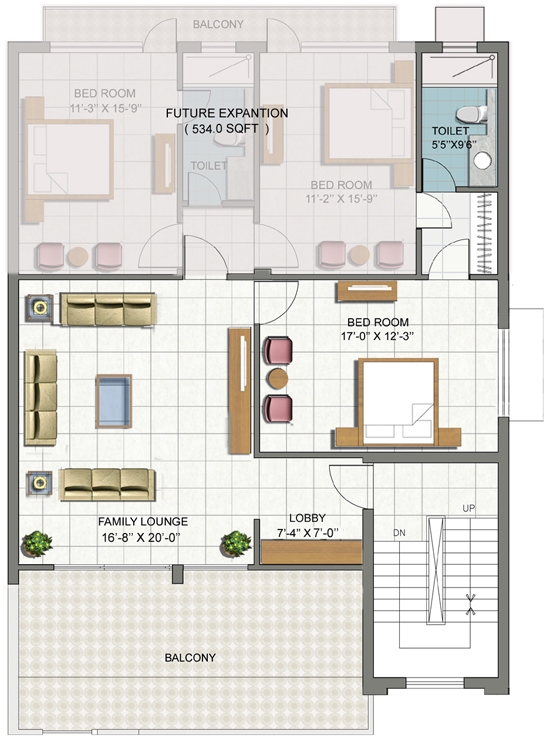 BALCONY
BED ROOM
11'-3" X 15-'9"
FUTURE EXPANTION
( 534.0 SQFT )
TOILET
5'5"X9'6"
TOILET
BED ROOM
11'-2" X 15'-9"
BED ROOM
17'-0" X 12'-3"
FAMILY LOUNGE
16'-8" X 20'-0"
LOBBY
7'-4" X 7'-0"
UP
DN
BALCONY